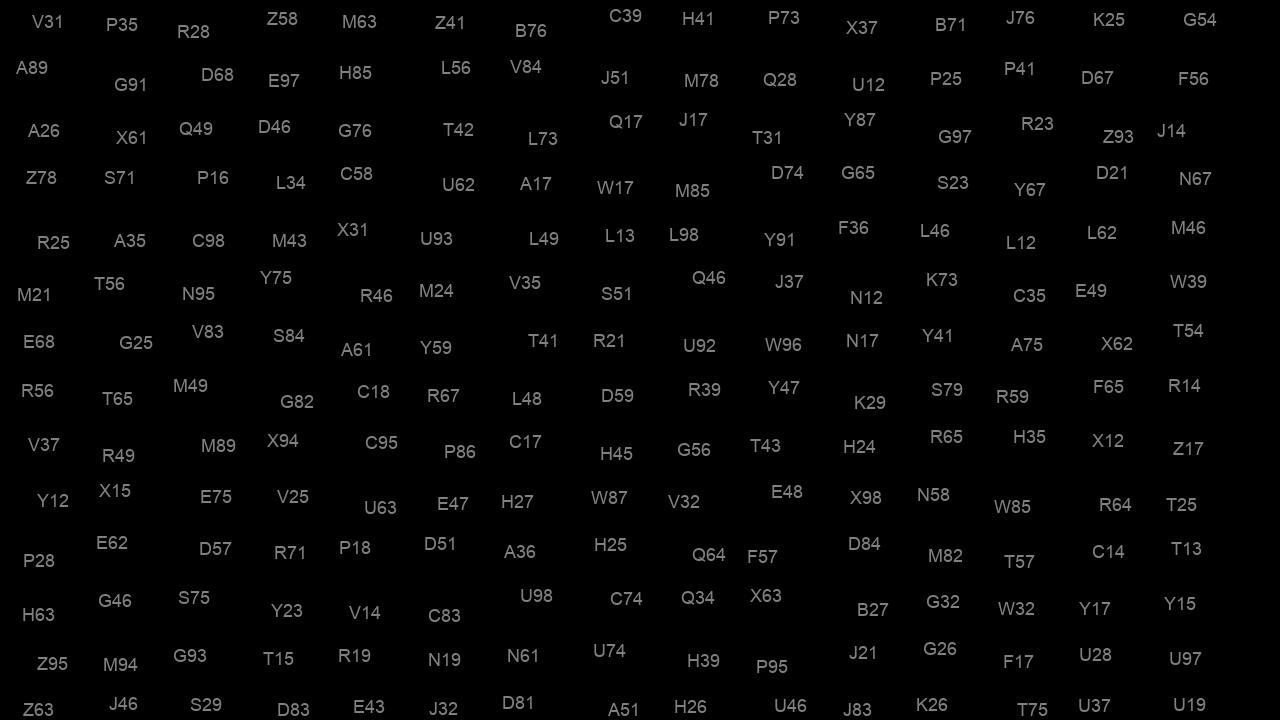 V31 P35 R28 Z58 M63 Z41 B76 C39 H41 P73 X37 B71 J76 K25 G54
A89 G91 D68 E97 H85 L56 V84 J51 M78 Q28 U12 P25 P41 D67 F56
A26 X61 Q49 D46 G76 T42 L73 Q17 J17 T31 Y87 G97 R23 Z93 J14
Z78 S71 P16 L34 C58 U62 A17 W17 M85 D74 G65 S23 Y67 D21 N67
R25 A35 C98 M43 X31 U93 L49 L13 L98 Y91 F36 L46 L12 L62 M46
M21 T56 N95 Y75 R46 M24 V35 S51 Q46 J37 N12 K73 C35 E49 W39
E68 G25 V83 S84 A61 Y59 T41 R21 U92 W96 N17 Y41 A75 X62 T54
R56 T65 M49 G82 C18 R67 L48 D59 R39 Y47 K29 S79 R59 F65 R14
V37 R49 M89 X94 C95 P86 C17 H45 G56 T43 H24 R65 H35 X12 Z17
Y12 X15 E75 V25 U63 E47 H27 W87 V32 E48 X98 N58 W85 R64 T25
P28 E62 D57 R71 P18 D51 A36 H25 Q64 F57 D84 M82 T57 C14 T13
H63 G46 S75 Y23 V14 C83 U98 C74 Q34 X63 B27 G32 W32 Y17 Y15
Z95 M94 G93 T15 R19 N19 N61 U74 H39 P95 J21 G26 F17 U28 U97
Z63 J46 S29 D83 E43 J32 D81 A51 H26 U46 J83 K26 T75 U37 U19